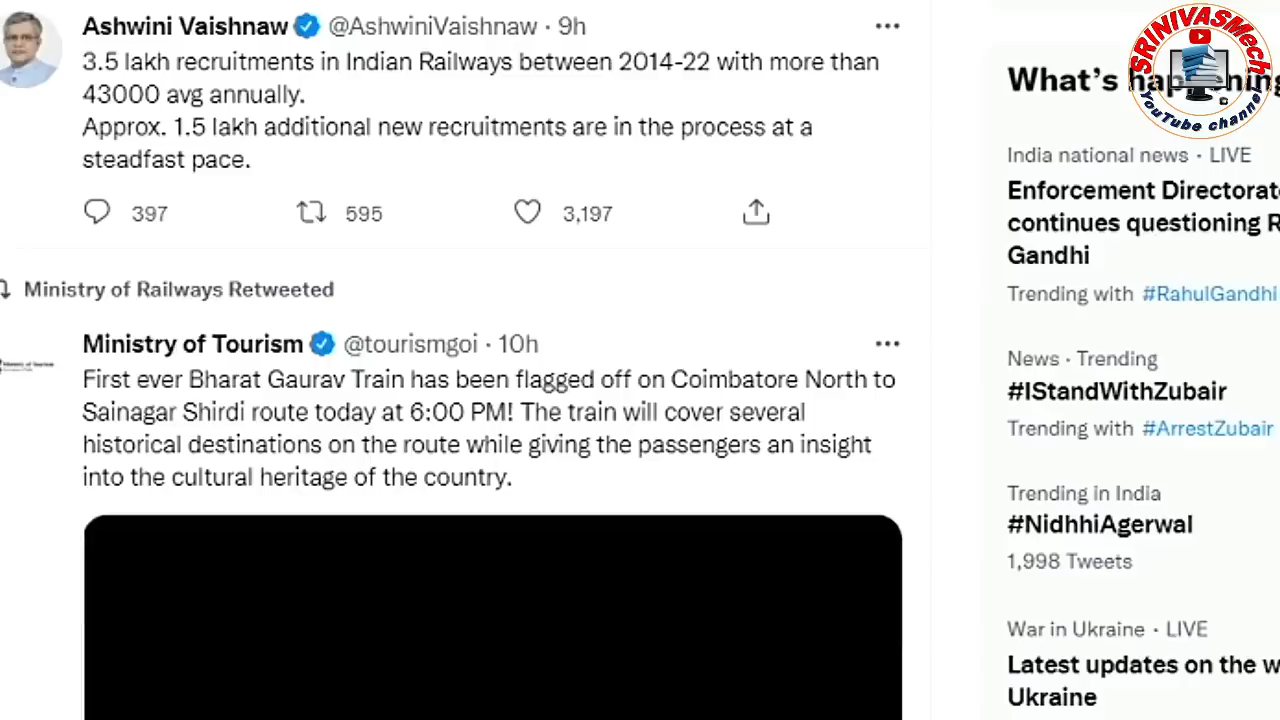 Ashwini Vaishnaw @AshwiniVaishnaw · 9h
3.5 lakh recruitments in Indian Railways between 2014-22 with more than
43000 avg annually.
Approx. 1.5 lakh additional new recruitments are in the process at a
steadfast pace.
397 595 3,197
Ministry of Railways Retweeted
Ministry of Tourism @tourismgoi · 10h
First ever Bharat Gaurav Train has been flagged off on Coimbatore North to
Sainagar Shirdi route today at 6:00 PM! The train will cover several
historical destinations on the route while giving the passengers an insight
into the cultural heritage of the country.
SRINIVASMech
YouTube channel
What's happening
India national news · LIVE
Enforcement Directorate
continues questioning R
Gandhi
Trending with #RahulGandhi
News · Trending
#IStandWithZubair
Trending with #ArrestZubair
Trending in India
#NidhhiAgerwal
1,998 Tweets
War in Ukraine · LIVE
Latest updates on the w
Ukraine